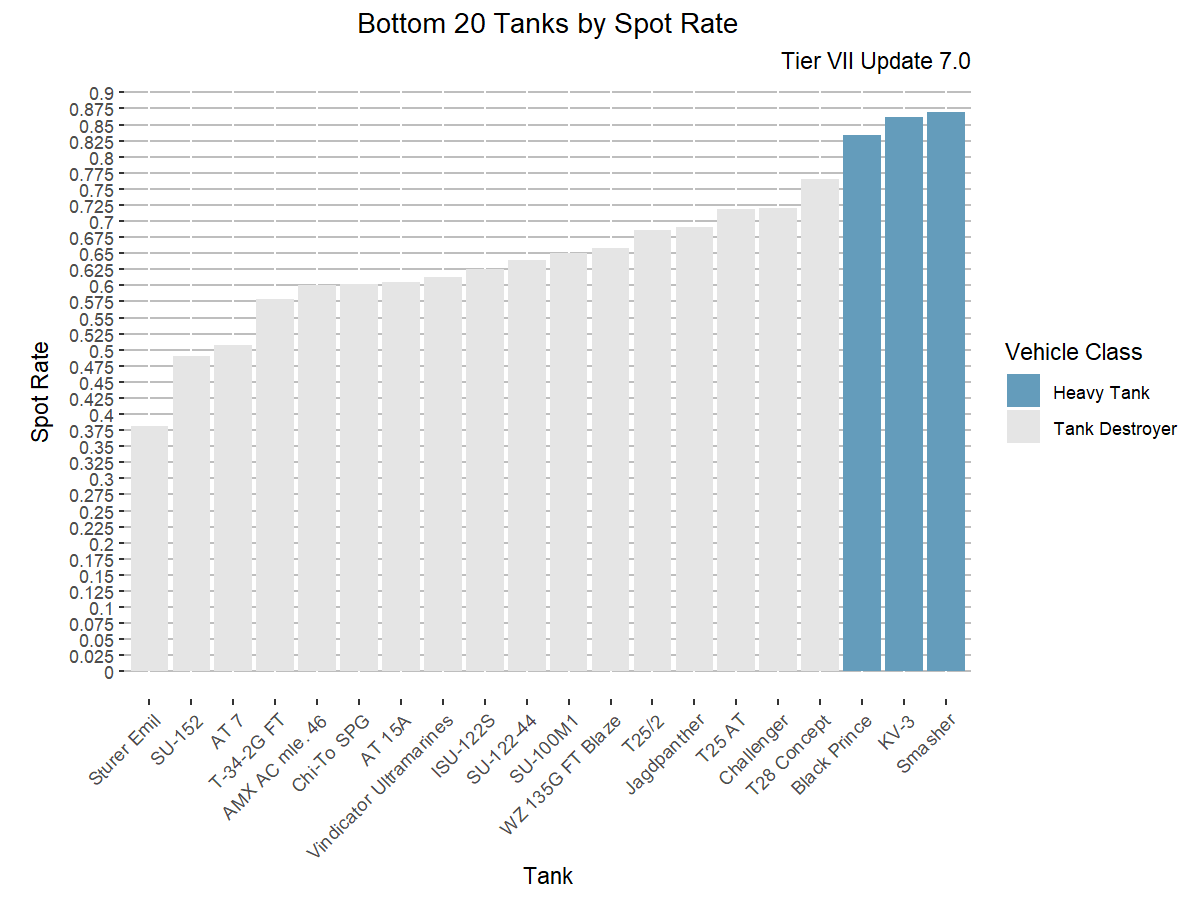 Bottom 20 Tanks by Spot Rate
Tier VII Update 7.0
Spot Rate
0.9
0.875
0.85
0.825
0.8
0.775
0.75
0.725
0.7
0.675
0.65
0.625
0.6
0.575
0.55
0.525
0.5
0.475
0.45
0.425
0.4
0.375
0.35
0.325
0.3
0.275
0.25
0.225
0.2
0.175
0.15
0.125
0.1
0.075
0.05
0.025
0
Sturer Emil
SU-152
AT 7
T-34-2G FT
AMX AC mle. 46
Chi-To SPG
AT 15A
Vindicator Ultramarines
ISU-122S
SU-122-44
SU-100M1
WZ 135G FT Blaze
T25/2
Jagdpanther
T25 AT
Challenger
T28 Concept
Black Prince
KV-3
Smasher
Tank
Vehicle Class
Heavy Tank
Tank Destroyer